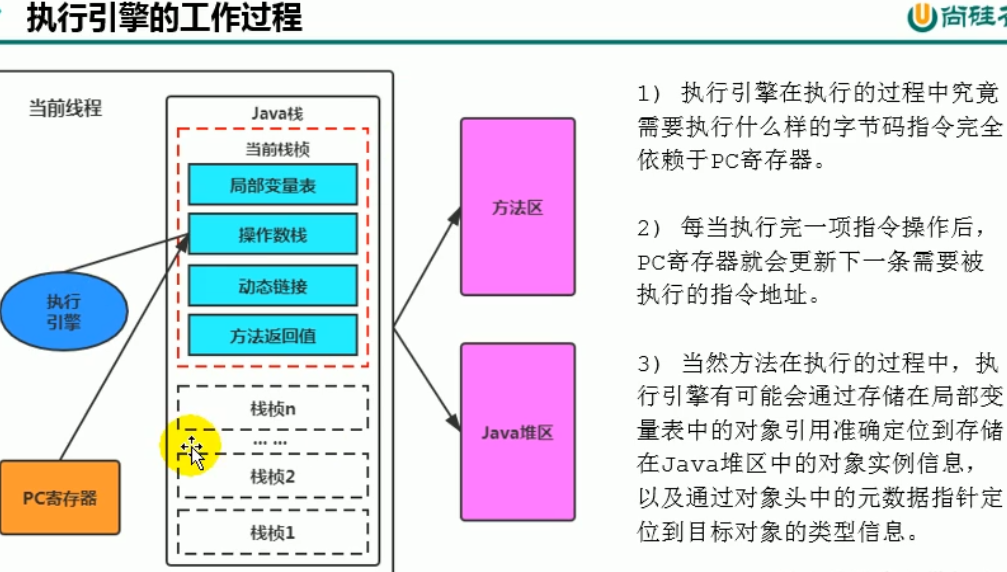 执行引擎的工作过程
尚硅
当前线程
Java栈
当前栈桢
局部变量表
操作数栈
动态链接
方法返回值
栈桢n
... ...
栈桢2
栈桢1
执行
引擎
PC寄存器
方法区
Java堆区
1) 执行引擎在执行的过程中究竟
需要执行什么样的字节码指令完全
依赖于PC寄存器。
2) 每当执行完一项指令操作后，
PC寄存器就会更新下一条需要被
执行的指令地址。
3) 当然方法在执行的过程中，执
行引擎有可能会通过存储在局部变
量表中的对象引用准确定位到存储
在Java堆区中的对象实例信息，
以及通过对象头中的元数据指针定
位到目标对象的类型信息。